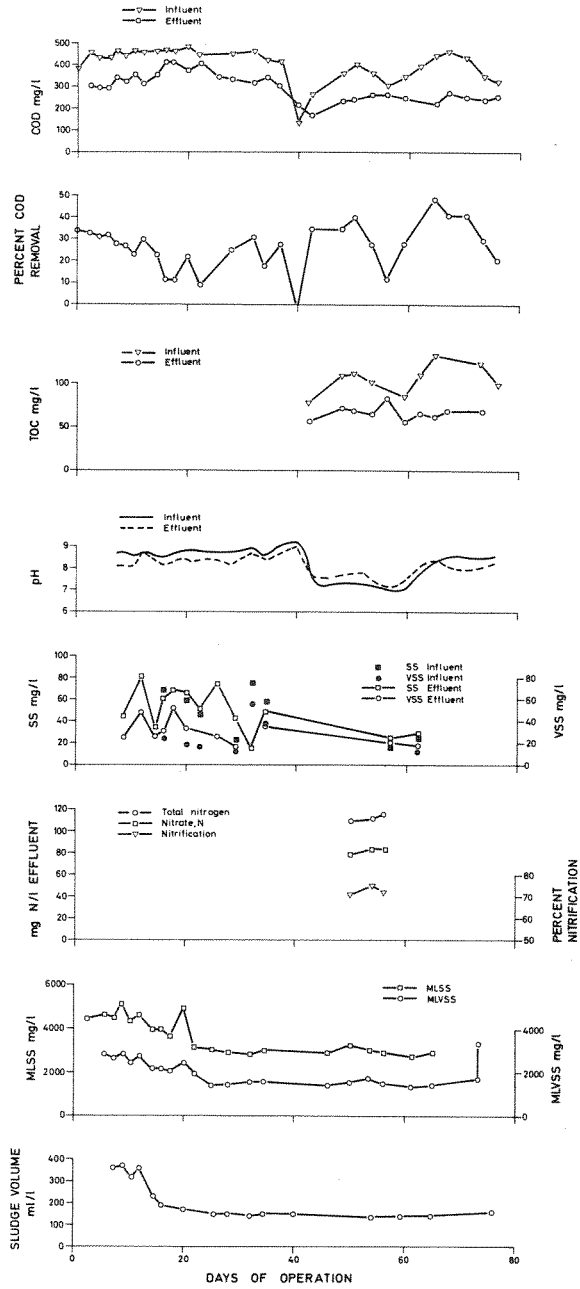 Influent
Effluent
500
400
300
200
100
0
COD mg/l
50
40
30
20
10
0
PERCENT COD
REMOVAL
Influent
Effluent
100
50
0
TOC mg/l
Influent
Effluent
9
8
7
6
pH
SS Influent
VSS Influent
SS Effluent
VSS Effluent
100
80
60
40
20
0
SS mg/l
80
60
40
20
0
VSS mg/l
Total nitrogen
Nitrate, N
Nitrification
120
100
80
60
40
20
0
mg N/l EFFLUENT
80
70
60
50
PERCENT
NITRIFICATION
MLSS
MLVSS
6000
4000
2000
0
MLSS mg/l
4000
2000
0
MLVSS mg/l
400
300
200
100
0
SLUDGE VOLUME
ml/l
0
20
40
60
80
DAYS OF OPERATION